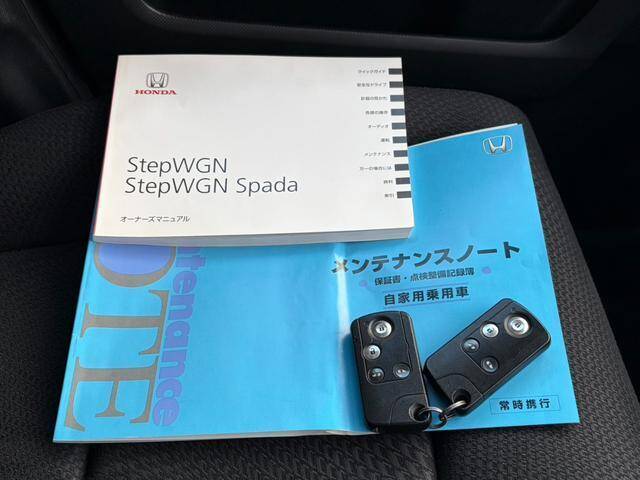 HONDA
StepWGN
StepWGN Spada
オーナーズマニュアル
クイックガイド
安全なドライブ
計器の見かた
各部の操作
オーディオ
運転
メンテナンス
万一の場合には
資料
索引
メンテナンスノート
保証書・点検整備記録簿
自家用乗用車
常時携行
tenance
OTE